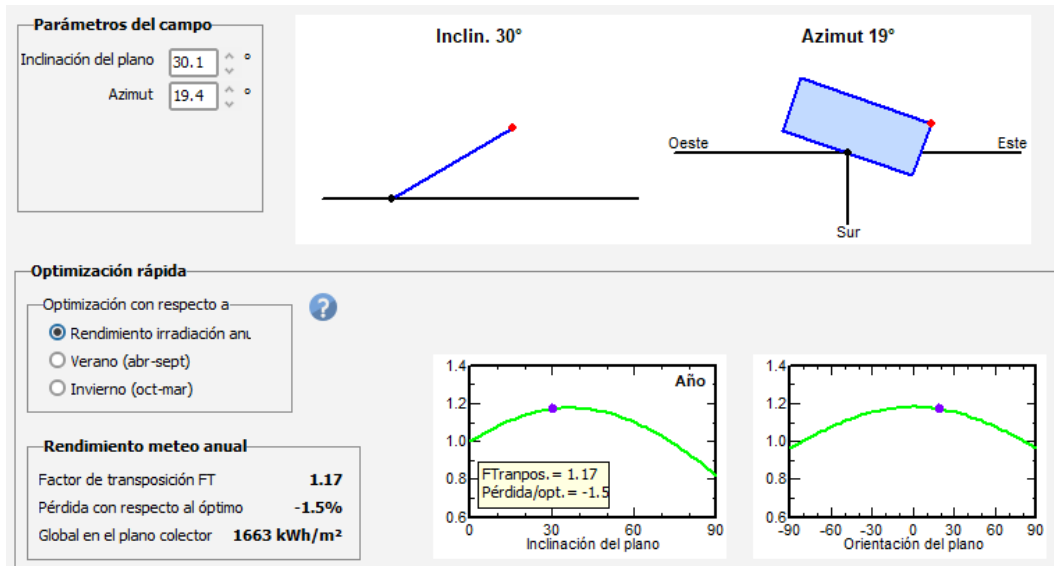 Parámetros del campo
Inclinación del plano 30.1 °
Azimut 19.4 °
Inclin. 30°
Azimut 19°
Oeste
Este
Sur
Optimización rápida
Optimización con respecto a
Rendimiento irradiación anu
Verano (abr-sept)
Invierno (oct-mar)
?
Rendimiento meteo anual
Factor de transposición FT 1.17
Pérdida con respecto al óptimo -1.5%
Global en el plano colector 1663 kWh/m²
Año
1.4
1.2
1.0
0.8
0.6
FTranpos. = 1.17
Pérdida/opt. = -1.5
0 30 60 90
Inclinación del plano
1.4
1.2
1.0
0.8
0.6
-90 -60 -30 0 30 60 90
Orientación del plano